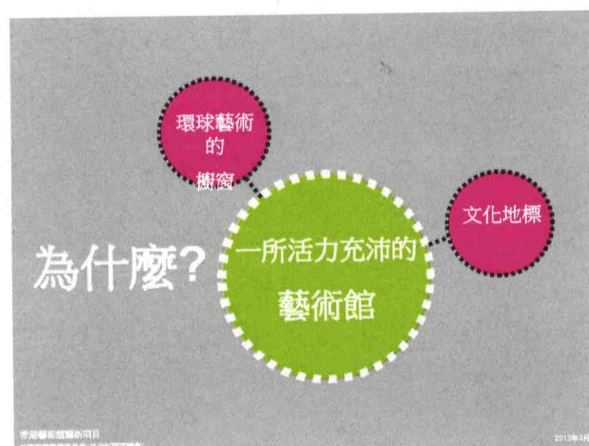 環球藝術
的
櫥窗
文化地標
為什麼?
一所活力充沛的
藝術館
香港藝術館翻新項目
2013年3月